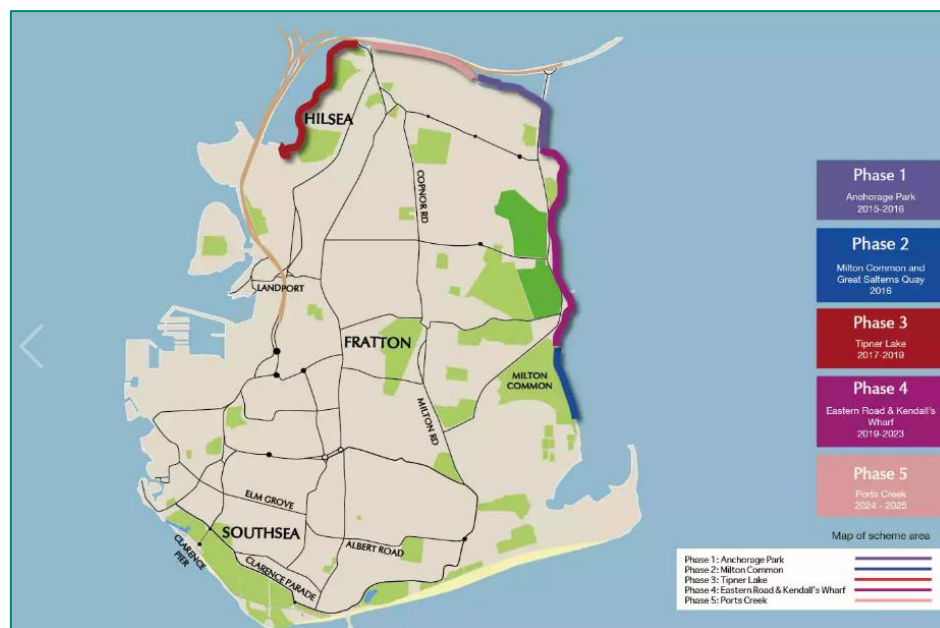 HILSEA
COPNOR RD
LANDPORT
FRATTON
MILTON
COMMON
MILTON RD
ELM GROVE
SOUTHSEA
ALBERT ROAD
CLARENCE
PIER
CLARENCE PARADE
Phase 1
Anchorage Park
2015-2016
Phase 2
Milton Common and
Great Salterns Quay
2016
Phase 3
Tipner Lake
2017-2019
Phase 4
Eastern Road & Kendall's
Wharf
2019-2023
Phase 5
Ports Creek
2024 - 2025
Map of scheme area
Phase 1: Anchorage Park
Phase 2: Milton Common
Phase 3: Tipner Lake
Phase 4: Eastern Road & Kendall's Wharf
Phase 5: Ports Creek